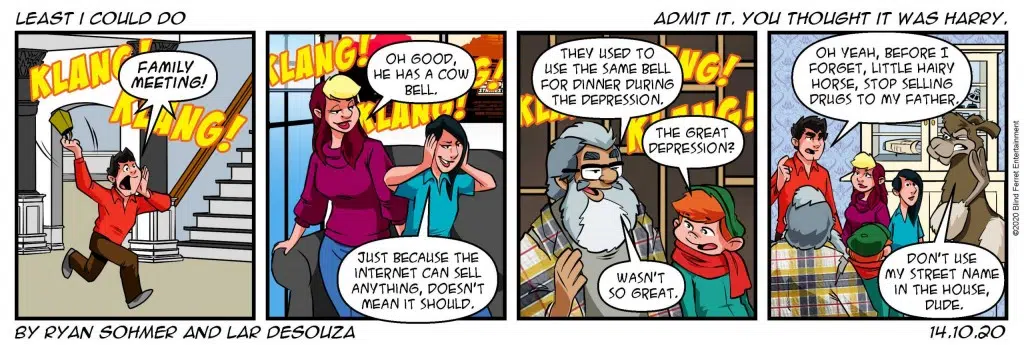 LEAST I COULD DO
ADMIT IT. YOU THOUGHT IT WAS HARRY.
KLANG!
FAMILY
MEETING!
KLANG!
KLANG!
OH GOOD,
HE HAS A COW
BELL.
KLANG!
KLANG!
JUST BECAUSE THE
INTERNET CAN SELL
ANYTHING, DOESN'T
MEAN IT SHOULD.
THEY USED TO
USE THE SAME BELL
FOR DINNER DURING
THE DEPRESSION.
KLANG!
KLANG!
THE GREAT
DEPRESSION?
WASN'T
SO GREAT.
OH YEAH, BEFORE I
FORGET, LITTLE HAIRY
HORSE, STOP SELLING
DRUGS TO MY FATHER.
DON'T USE
MY STREET NAME
IN THE HOUSE,
DUDE.
©2020 Blind Ferret Entertainment
BY RYAN SOHMER AND LAR DESOUZA
14.10.20